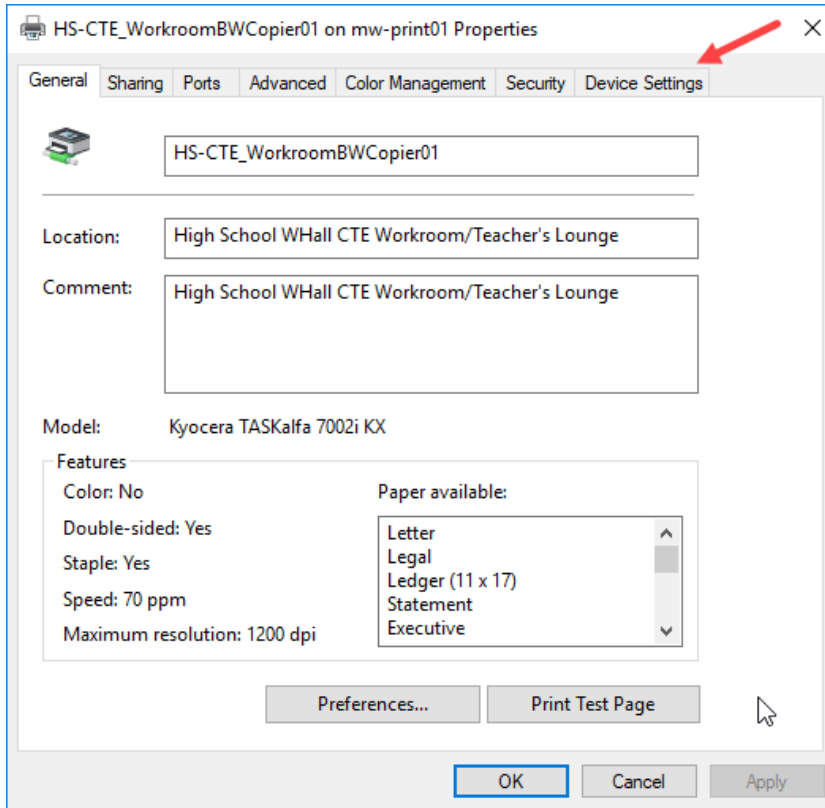 HS-CTE_WorkroomBWCopier01 on mw-print01 Properties
General Sharing Ports Advanced Color Management Security Device Settings
HS-CTE_WorkroomBWCopier01
Location: High School WHall CTE Workroom/Teacher's Lounge
Comment: High School WHall CTE Workroom/Teacher's Lounge
Model: Kyocera TASKalfa 7002i KX
Features
Color: No Paper available:
Double-sided: Yes
Staple: Yes
Speed: 70 ppm
Maximum resolution: 1200 dpi
Letter
Legal
Ledger (11 x 17)
Statement
Executive
Preferences... Print Test Page
OK Cancel Apply